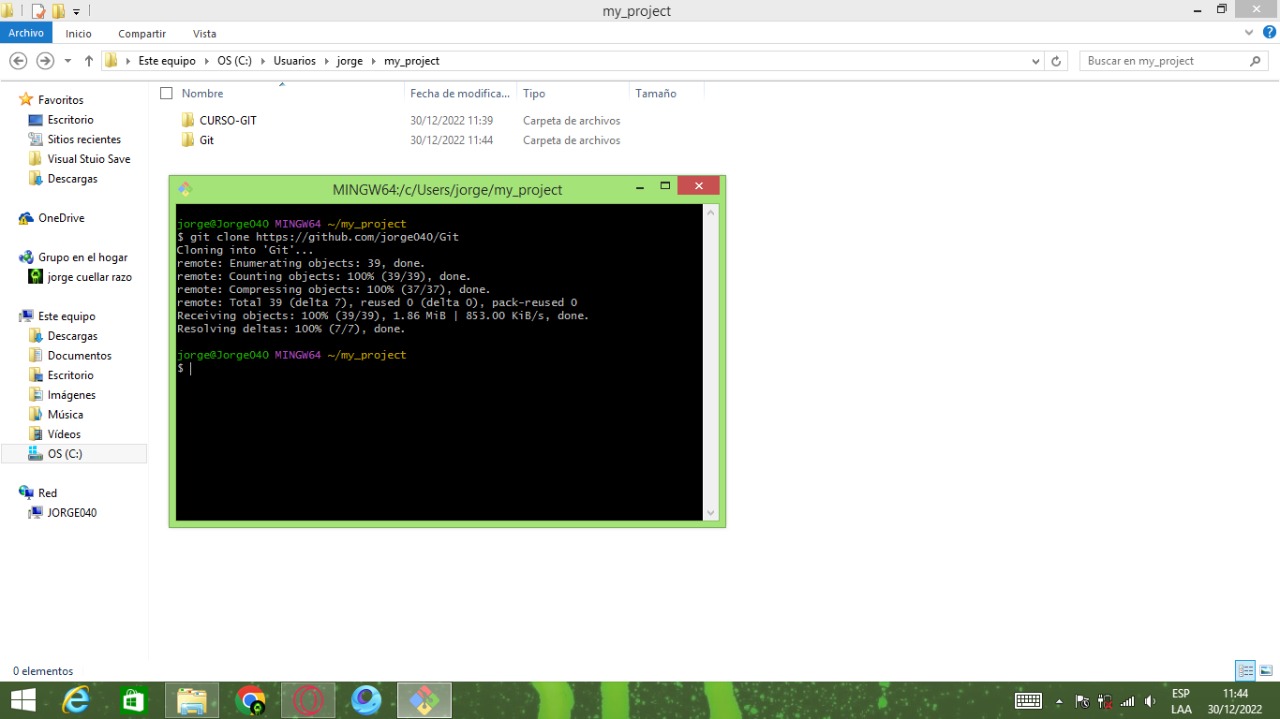 my_project
Archivo Inicio Compartir Vista
Este equipo OS (C:) Usuarios jorge my_project
Buscar en my_project
Nombre Fecha de modifica... Tipo Tamaño
CURSO-GIT 30/12/2022 11:39 Carpeta de archivos
Git 30/12/2022 11:44 Carpeta de archivos
Favoritos
Escritorio
Sitios recientes
Visual Stuio Save
Descargas
OneDrive
Grupo en el hogar
jorge cuellar razo
Este equipo
Descargas
Documentos
Escritorio
Imágenes
Música
Vídeos
OS (C:)
Red
JORGE040
MINGW64:/c/Users/jorge/my_project
jorge@Jorge040 MINGW64 ~/my_project
$ git clone https://github.com/jorge040/Git
Cloning into 'Git'...
remote: Enumerating objects: 39, done.
remote: Counting objects: 100% (39/39), done.
remote: Compressing objects: 100% (37/37), done.
remote: Total 39 (delta 7), reused 0 (delta 0), pack-reused 0
Receiving objects: 100% (39/39), 1.86 MiB | 853.00 KiB/s, done.
Resolving deltas: 100% (7/7), done.
jorge@Jorge040 MINGW64 ~/my_project
$
0 elementos
ESP 11:44
LAA 30/12/2022